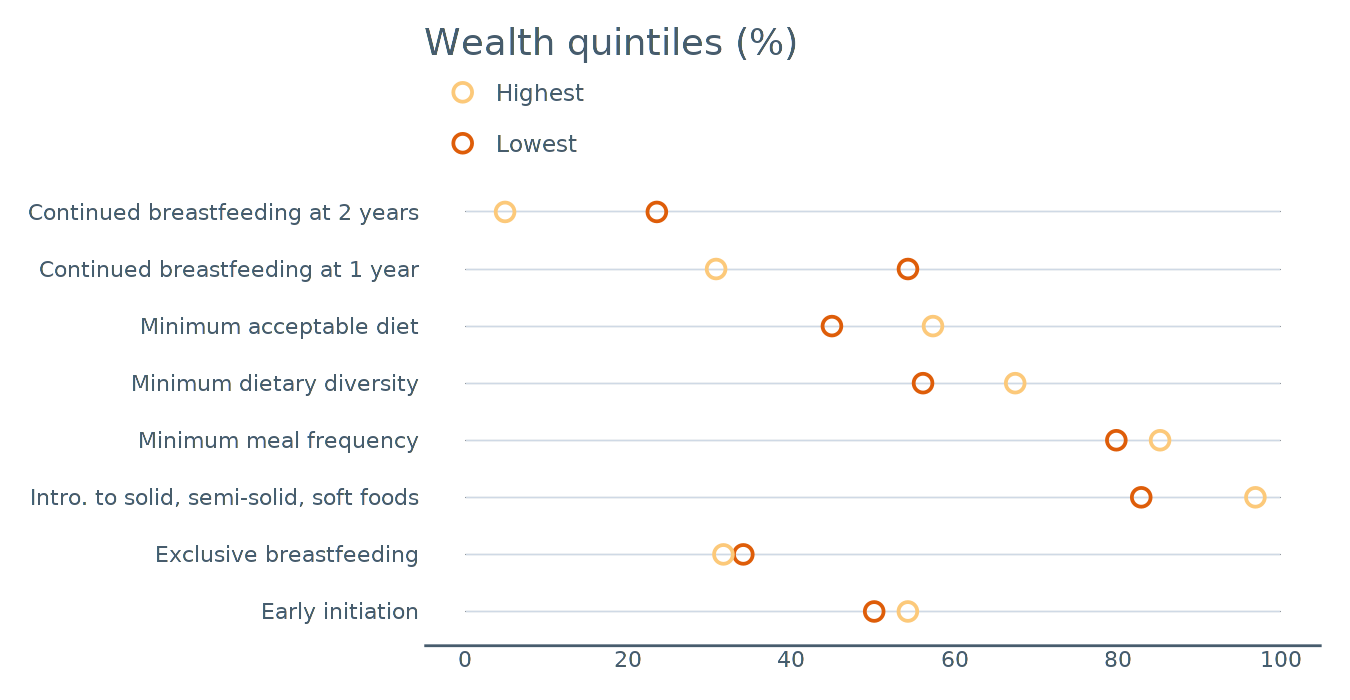 Wealth quintiles (%)
Highest
Lowest
Continued breastfeeding at 2 years
Continued breastfeeding at 1 year
Minimum acceptable diet
Minimum dietary diversity
Minimum meal frequency
Intro. to solid, semi-solid, soft foods
Exclusive breastfeeding
Early initiation
0 20 40 60 80 100